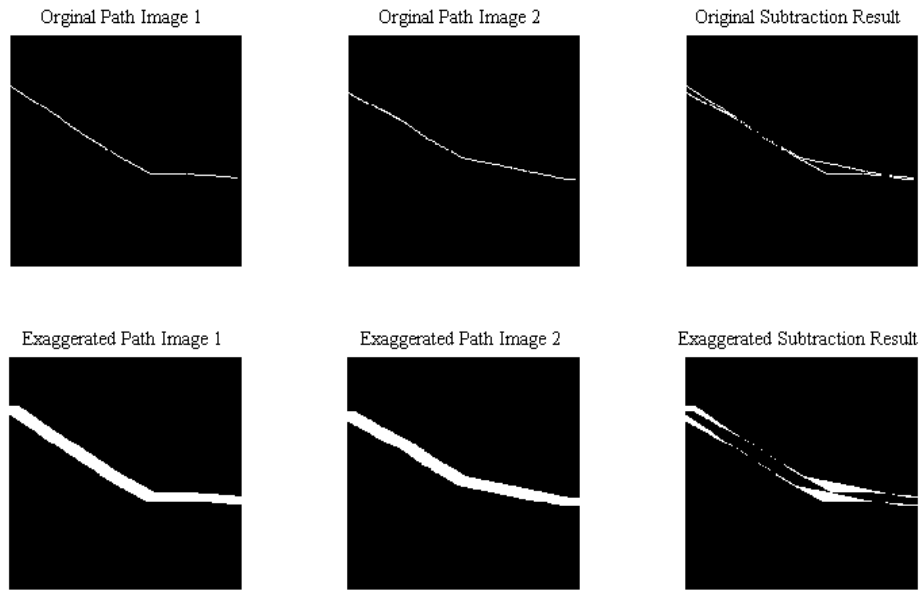 Orginal Path Image 1
Orginal Path Image 2
Original Subtraction Result
Exaggerated Path Image 1
Exaggerated Path Image 2
Exaggerated Subtraction Result